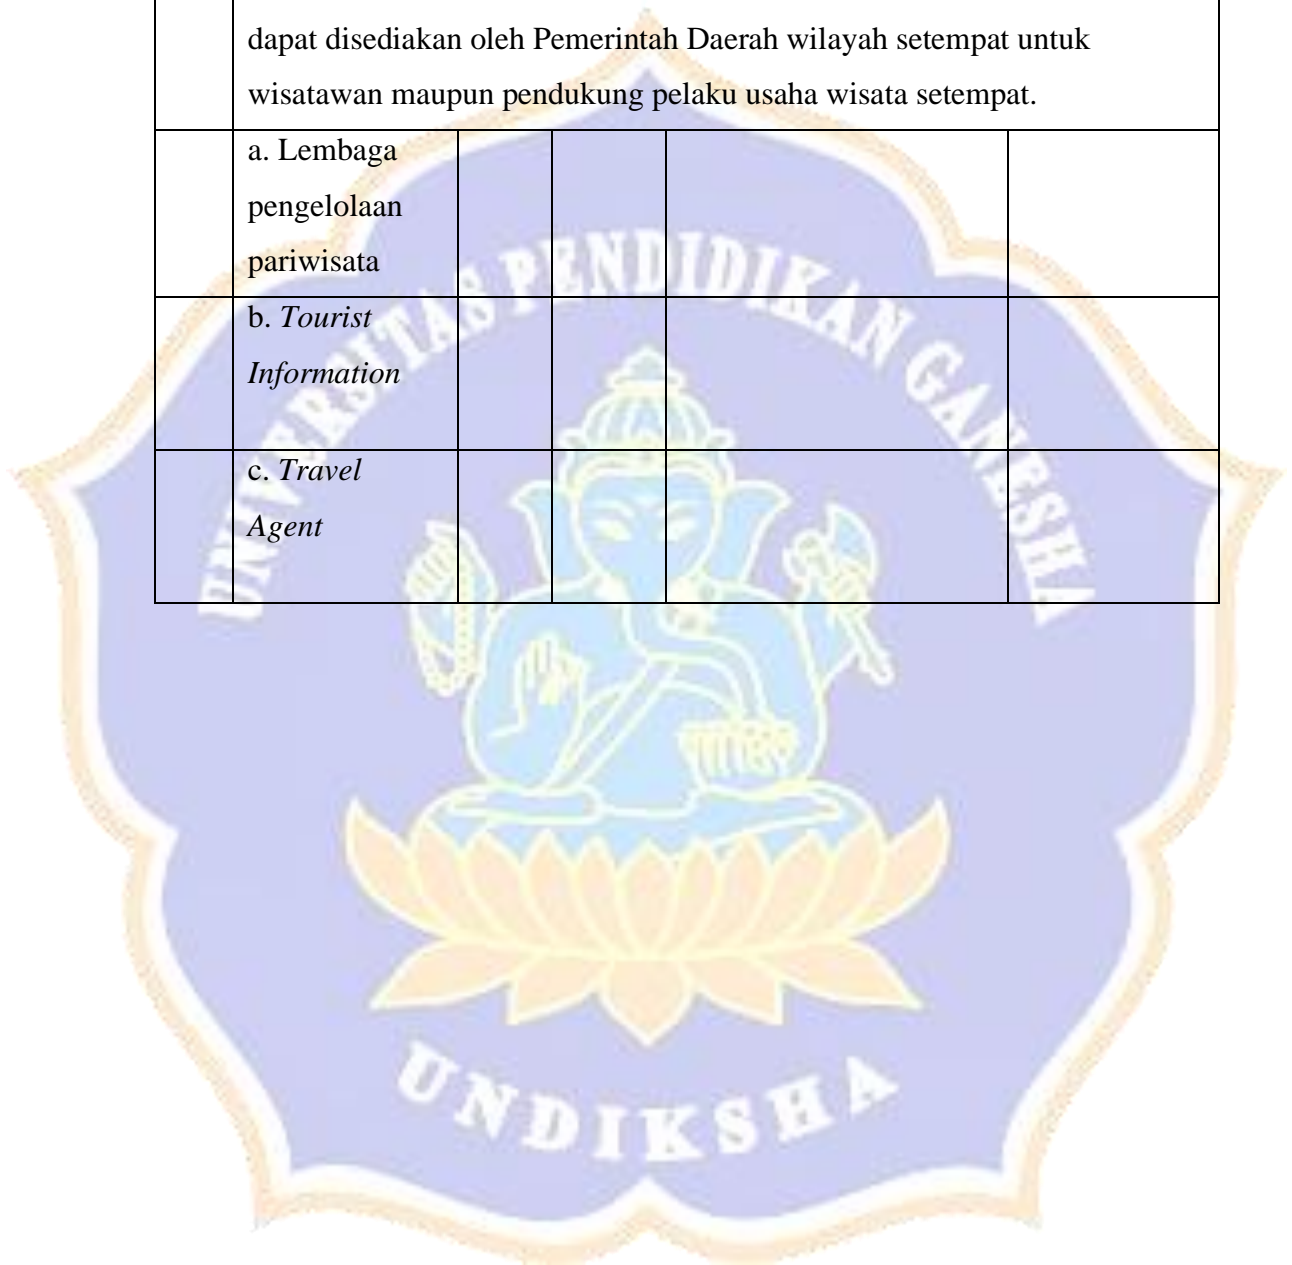 dapat disediakan oleh Pemerintah Daerah wilayah setempat untuk
wisatawan maupun pendukung pelaku usaha wisata setempat.
a. Lembaga
pengelolaan
pariwisata
b. Tourist
Information
c. Travel
Agent
UNIVERSITAS PENDIDIKAN GANESHA
UNDIKSHA